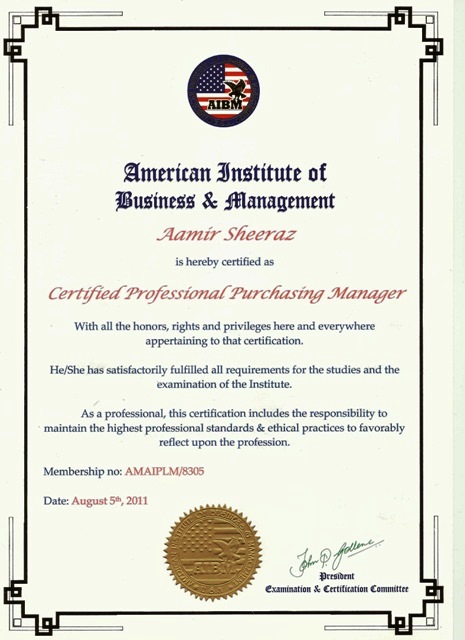 AIBM
American Institute of
Business & Management
Aamir Sheeraz
is hereby certified as
Certified Professional Purchasing Manager
With all the honors, rights and privileges here and everywhere
appertaining to that certification.
He/She has satisfactorily fulfilled all requirements for the studies and the
examination of the Institute.
As a professional, this certification includes the responsibility to
maintain the highest professional standards & ethical practices to favorably
reflect upon the profession.
Membership no: AMAIPLM/8305
Date: August 5th, 2011
AIBM
President
Examination & Certification Committee